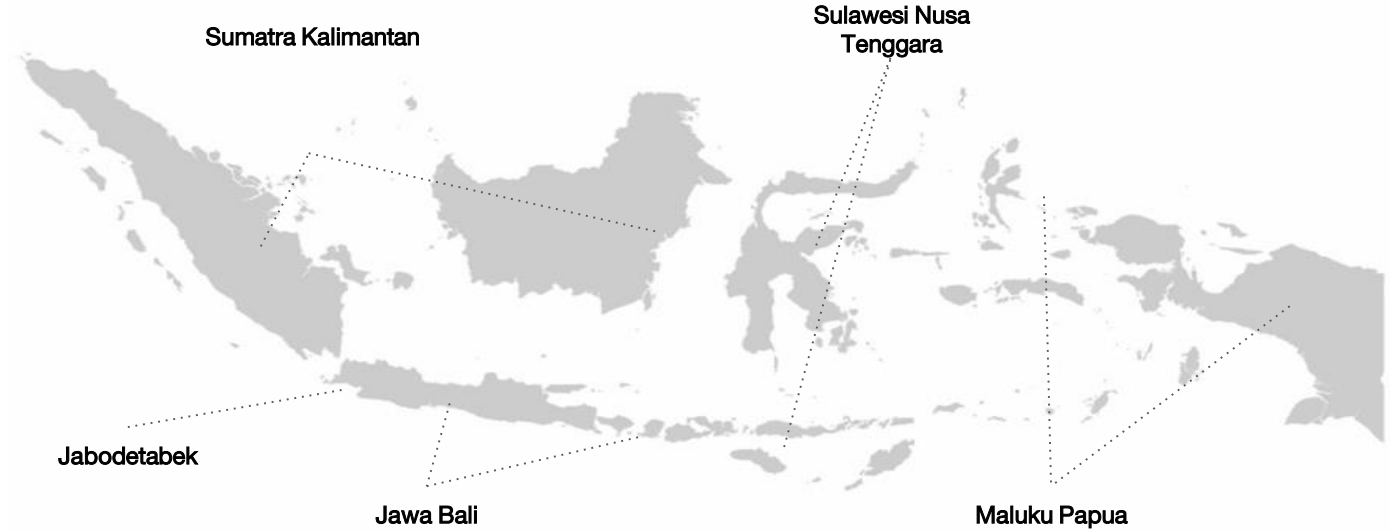 Sumatra Kalimantan
Sulawesi Nusa
Tenggara
Jabodetabek
Jawa Bali
Maluku Papua